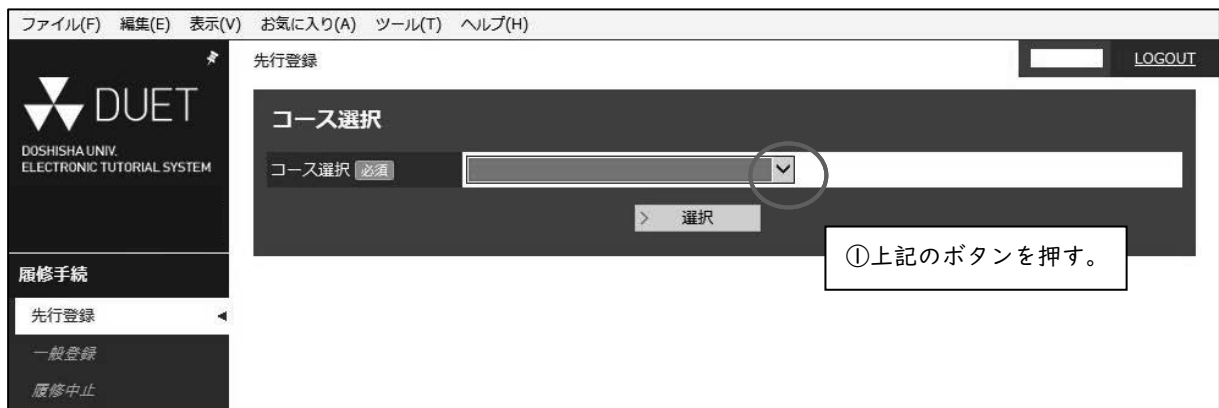 ファイル(F) 編集(E) 表示(V) お気に入り(A) ツール(T) ヘルプ(H)
先行登録
LOGOUT
DUET
DOSHISHA UNIV.
ELECTRONIC TUTORIAL SYSTEM
コース選択
コース選択 必須
> 選択
①上記のボタンを押す。
履修手続
先行登録
一般登録
履修中止